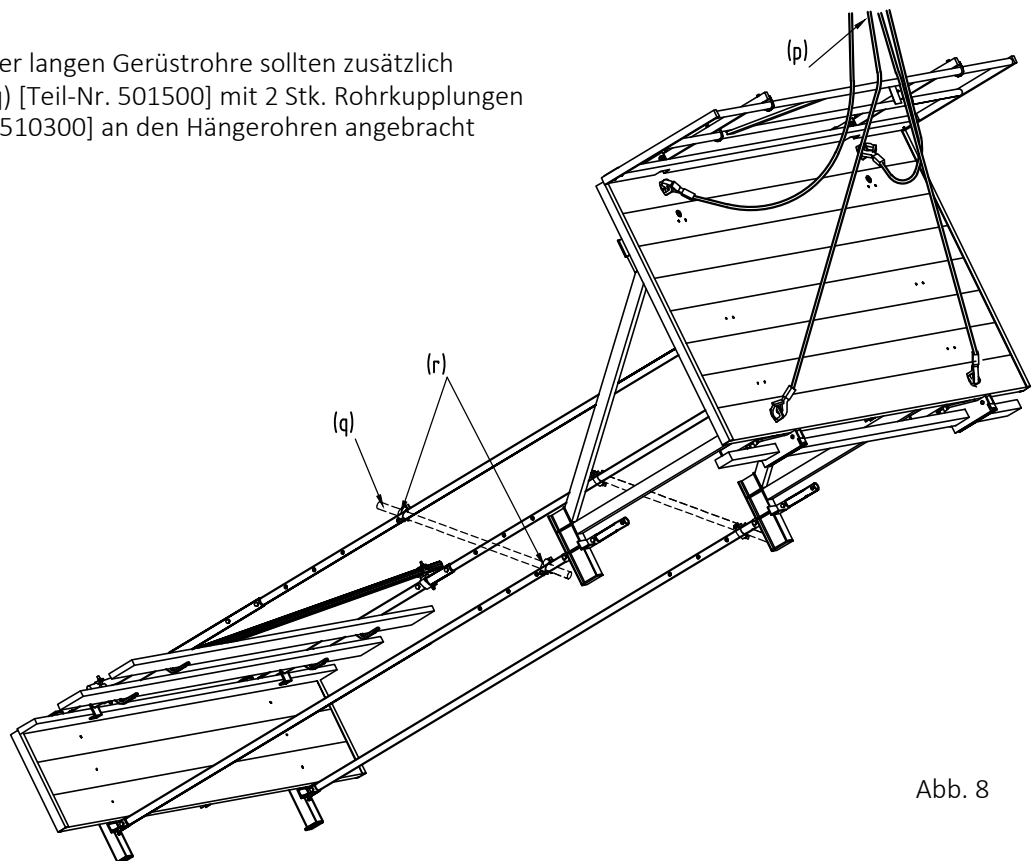 er langen Gerüstrohre sollten zusätzlich
q) [Teil-Nr. 501500] mit 2 Stk. Rohrkupplungen
510300] an den Hängerohren angebracht
(p)
(r)
(q)
Abb. 8